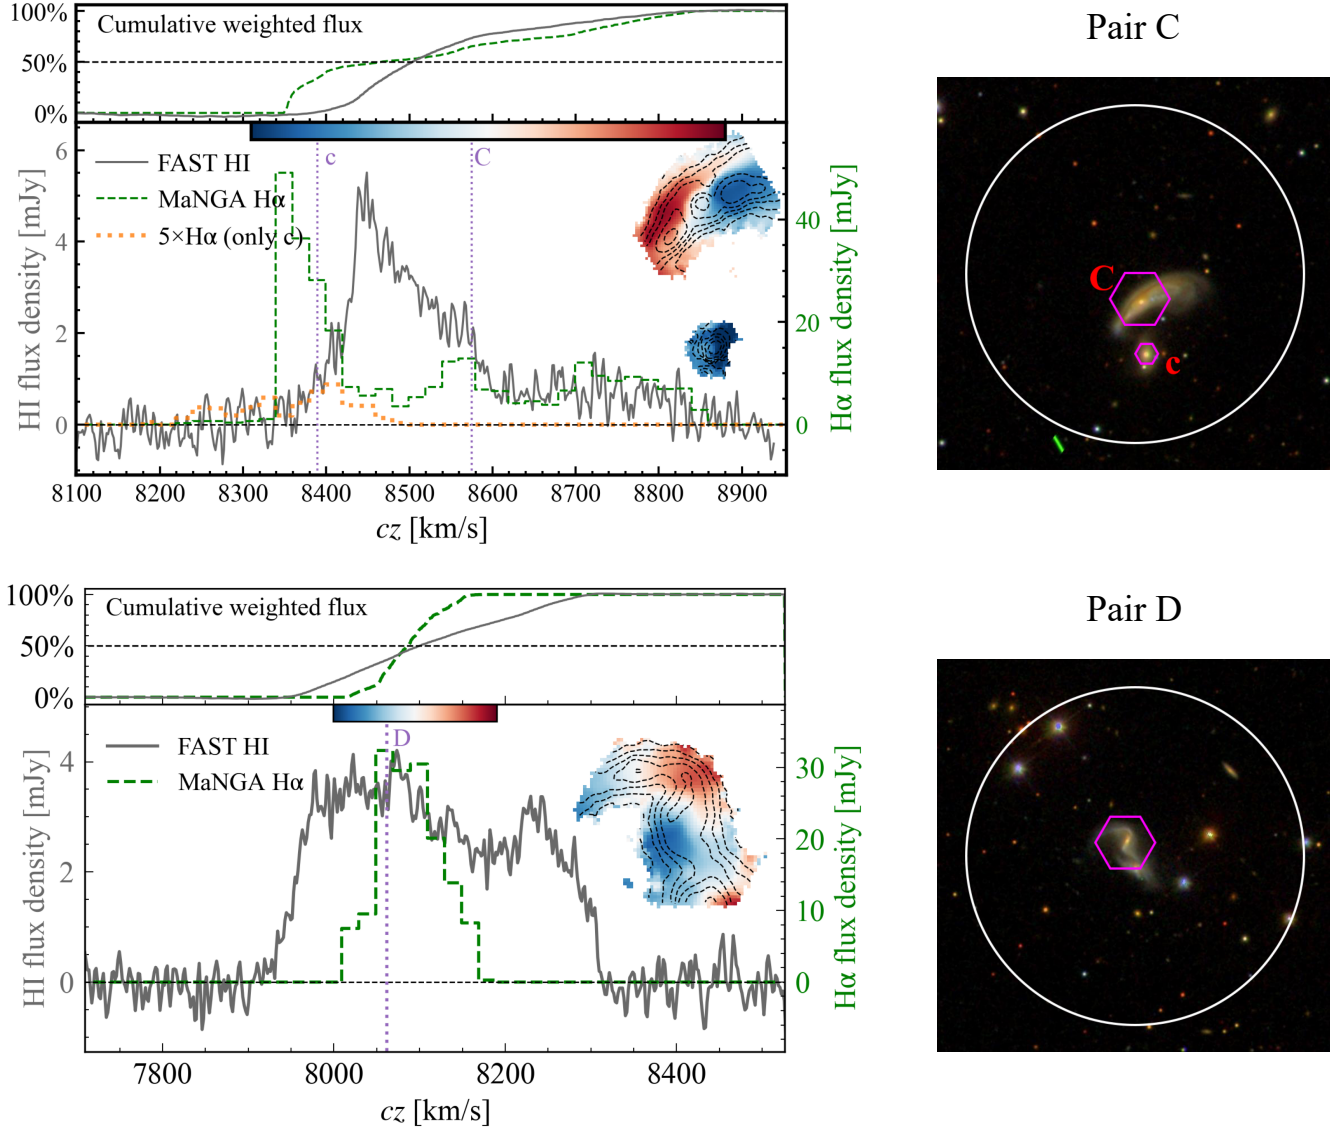 Pair C
100%
Cumulative weighted flux
50%
0%
6
4
2
0
HI flux density [mJy]
FAST HI
MaNGA Hα
5×Hα (only c)
c
C
40
20
0
Hα flux density [mJy]
8100 8200 8300 8400 8500 8600 8700 8800 8900
cz [km/s]
C
c
Pair D
100%
Cumulative weighted flux
50%
0%
4
2
0
HI flux density [mJy]
FAST HI
MaNGA Hα
D
30
20
10
0
Hα flux density [mJy]
7800 8000 8200 8400
cz [km/s]